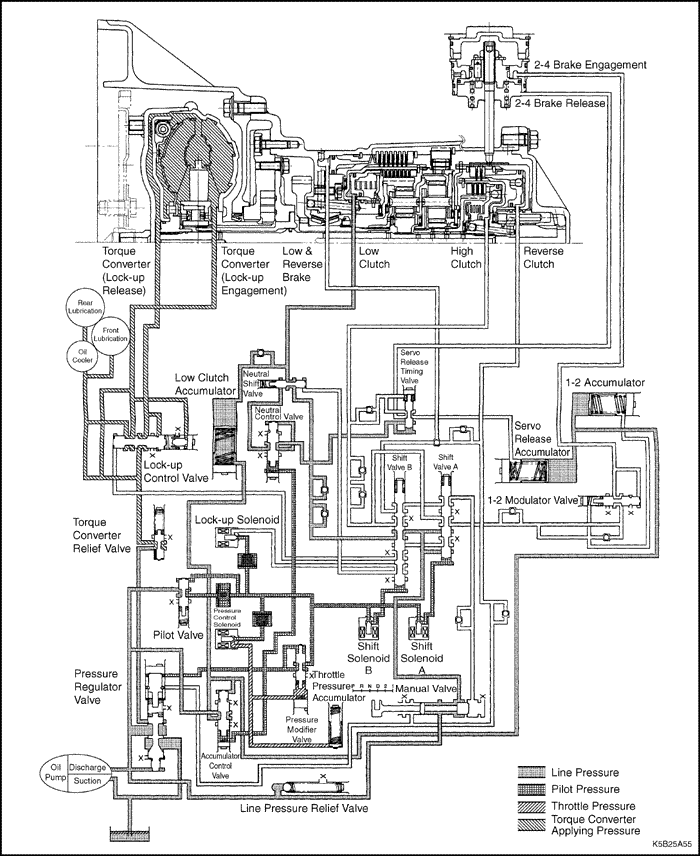 2-4 Brake Engagement
2-4 Brake Release
Torque
Converter
(Lock-up
Release)
Torque
Converter
(Lock-up
Engagement)
Low &
Reverse
Brake
Low
Clutch
High
Clutch
Reverse
Clutch
Rear
Lubrication
Front
Lubrication
Oil
Cooler
Low Clutch
Accumulator
Neutral
Shift
Valve
Neutral
Control Valve
Servo
Release
Timing
Valve
1-2 Accumulator
Servo
Release
Accumulator
Shift
Valve B
Shift
Valve A
1-2 Modulator Valve
Lock-up
Control Valve
Lock-up Solenoid
Torque
Converter
Relief Valve
Pilot Valve
Pressure
Control
Solenoid
Shift
Solenoid
B
Shift
Solenoid
A
Pressure
Regulator
Valve
Throttle
Pressure
Accumulator
P R N D 2 1
Manual Valve
Pressure
Modifier
Valve
Accumulator
Control
Valve
Oil
Pump
Discharge
Suction
Line Pressure Relief Valve
Line Pressure
Pilot Pressure
Throttle Pressure
Torque Converter
Applying Pressure
K5B25A55